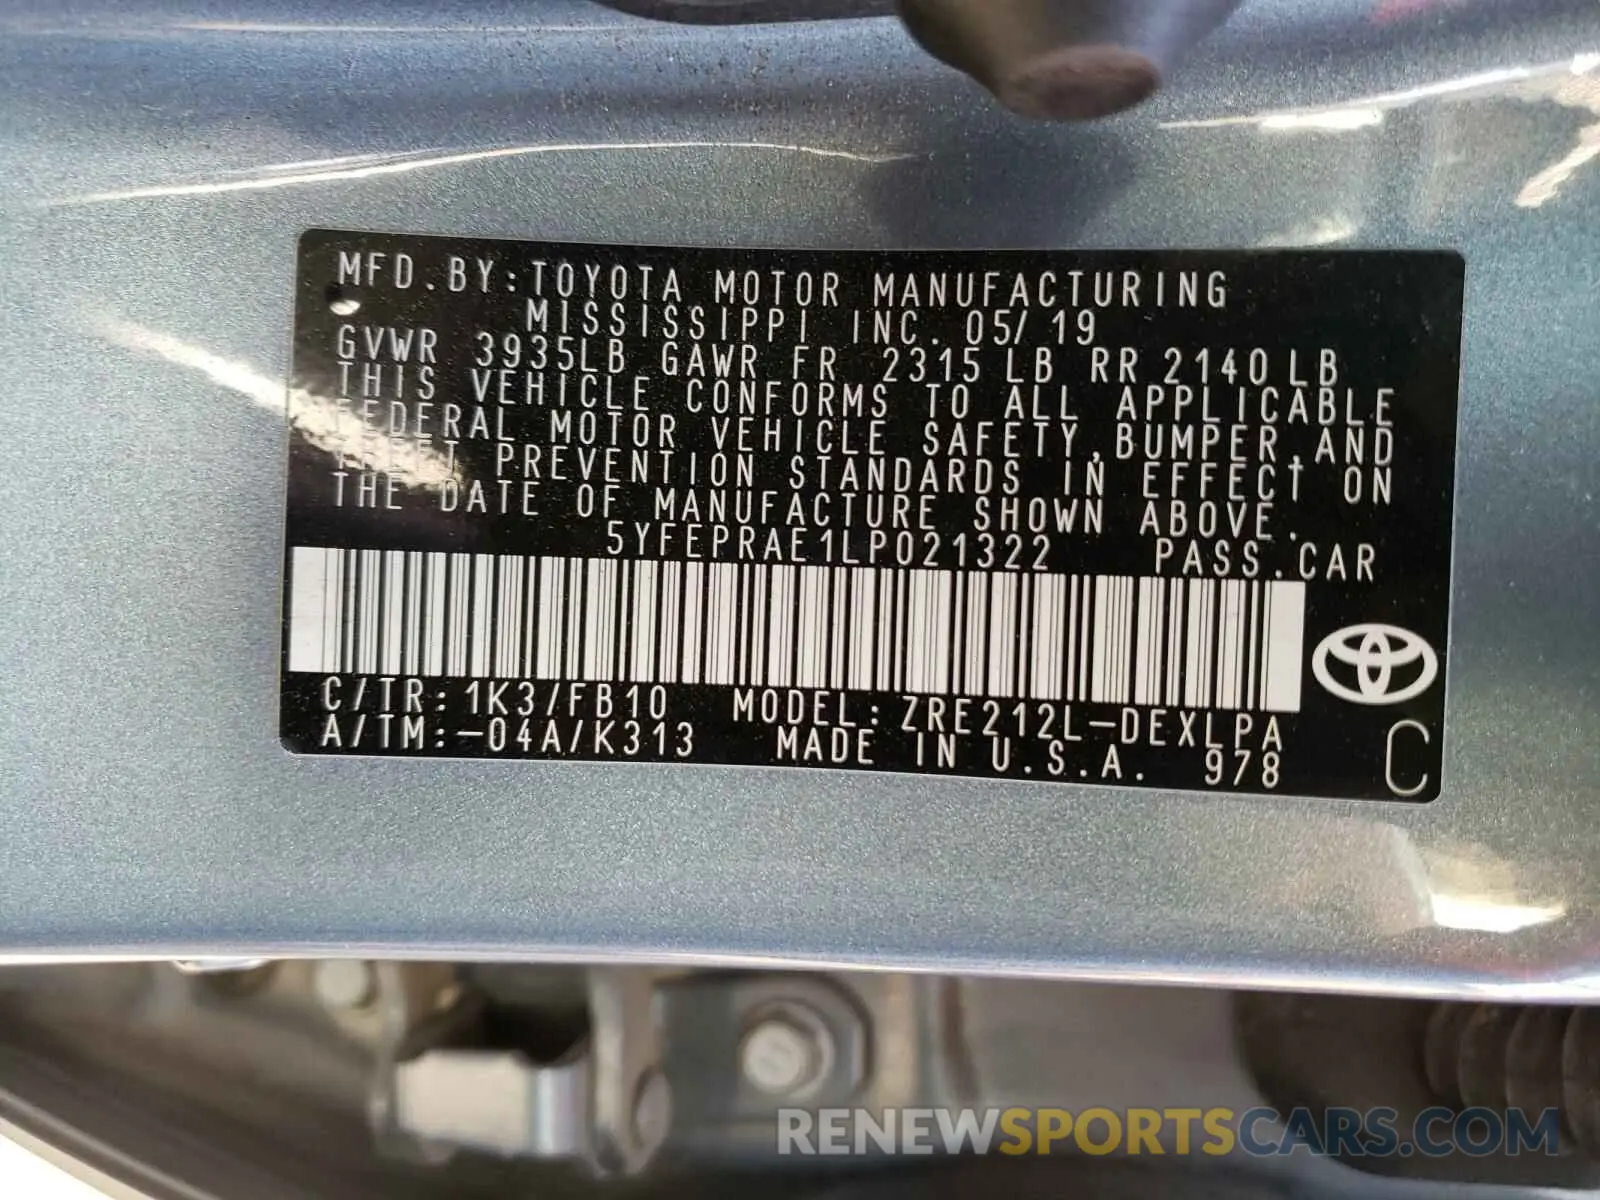 MFD.BY:TOYOTA MOTOR MANUFACTURING
MISSISSIPPI INC. 05/19
GVWR 3935LB GAWR FR 2315LB RR 2140LB
THIS VEHICLE CONFORMS TO ALL APPLICABLE
FEDERAL MOTOR VEHICLE SAFETY,BUMPER,AND
THEFT PREVENTION STANDARDS IN EFFECT ON
THE DATE OF MANUFACTURE SHOWN ABOVE.
5YFEPRAE1LP021322 PASS.CAR
C/TR:1K3/FB10 MODEL:ZRE212L-DEXLPA
A/TM:-04A/K313 MADE IN U.S.A. 978
C
RENEWSPORTSCARS.COM